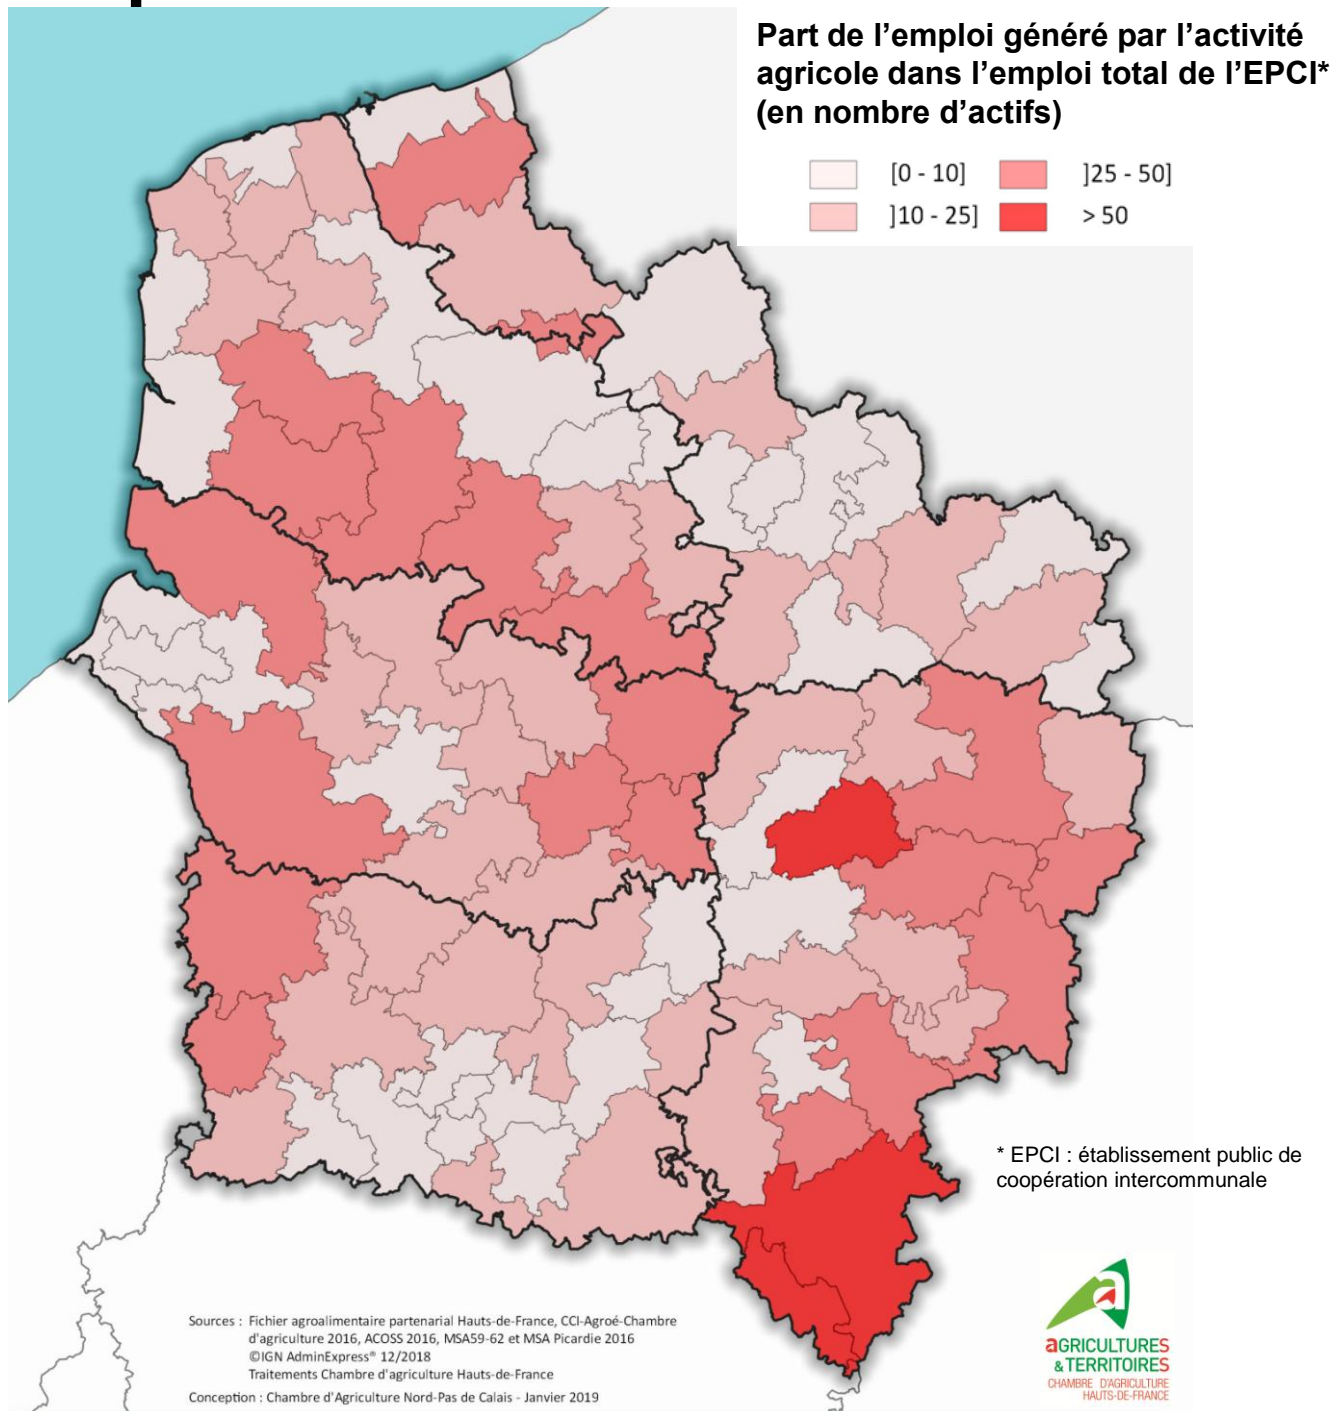 Part de l'emploi généré par l'activité
agricole dans l'emploi total de l'EPCI*
(en nombre d'actifs)
[0 - 10] ]25 - 50]
]10 - 25] > 50
* EPCI : établissement public de
coopération intercommunale
Sources : Fichier agroalimentaire partenarial Hauts-de-France, CCI-Agroé-Chambre
d'agriculture 2016, ACOSS 2016, MSA59-62 et MSA Picardie 2016
©IGN AdminExpress® 12/2018
Traitements Chambre d'agriculture Hauts-de-France
Conception : Chambre d'Agriculture Nord-Pas de Calais - Janvier 2019
aGRICULTURES
& TERRITOIRES
CHAMBRE D'AGRICULTURE
HAUTS-DE-FRANCE